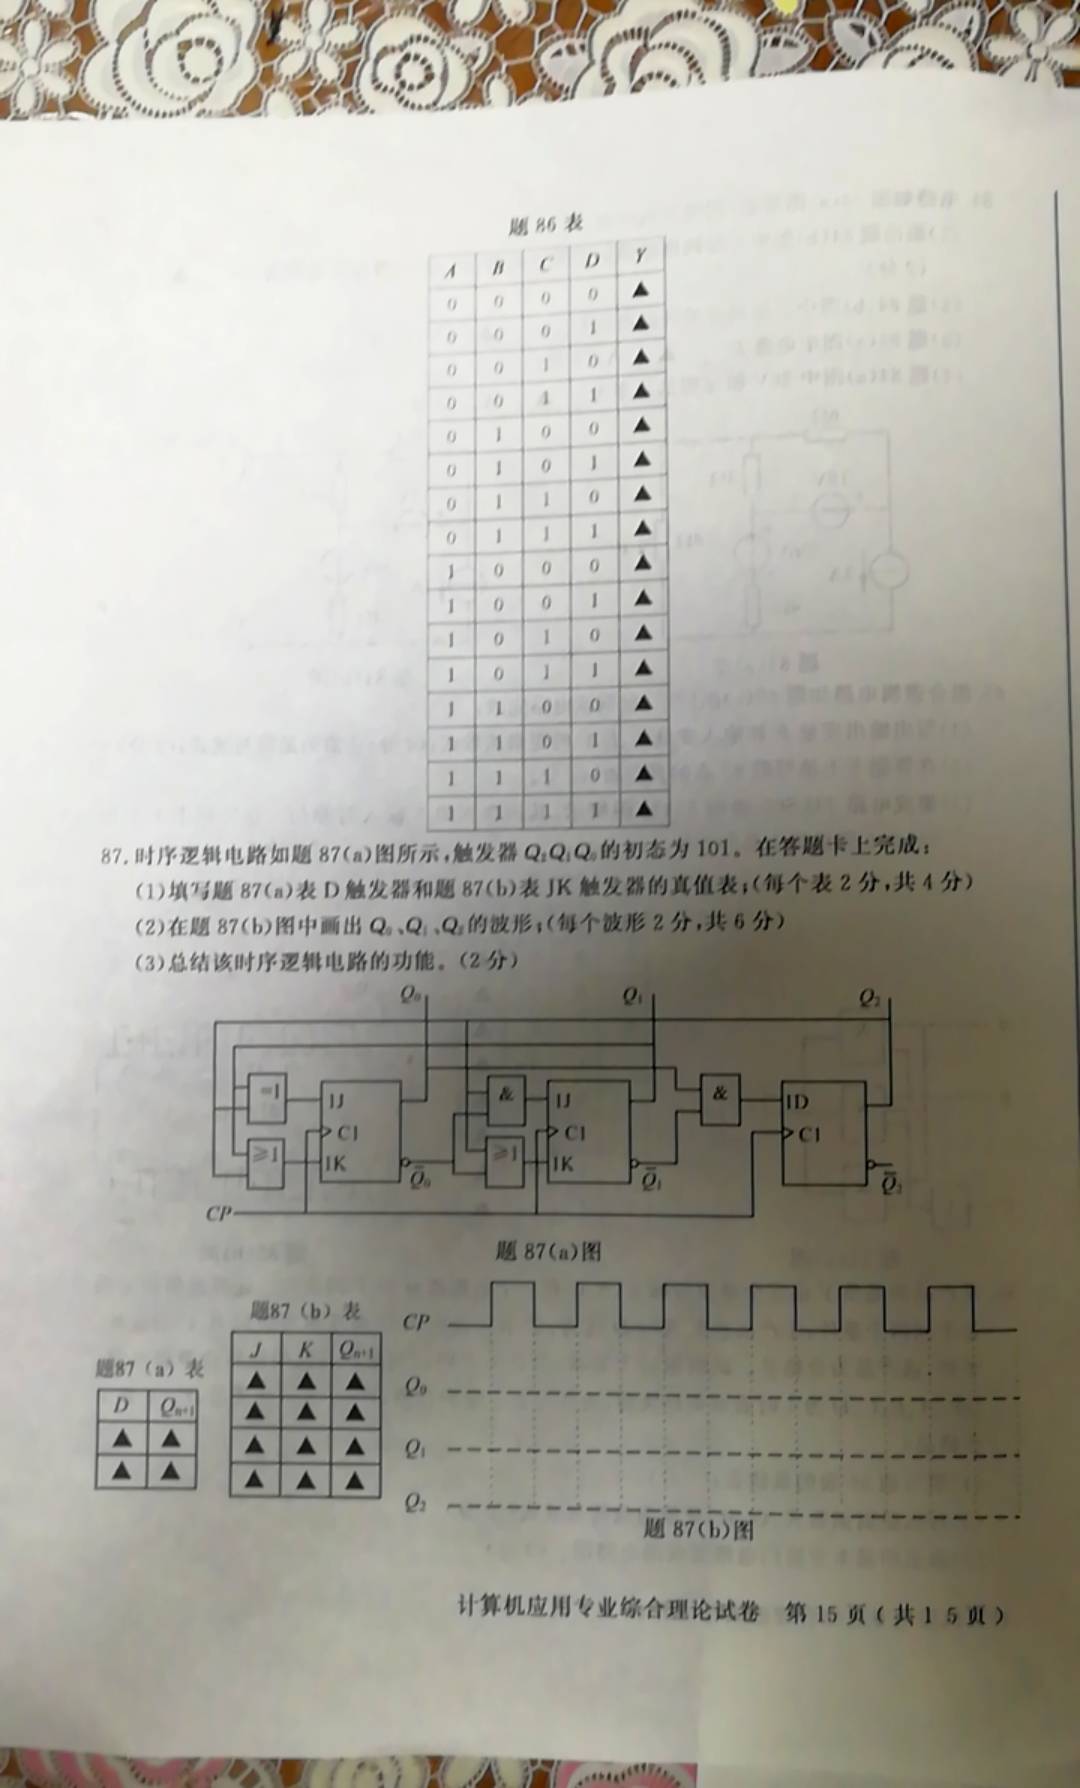 题 86 表
A B C D Y
0 0 0 0 ▲
0 0 0 1 ▲
0 0 1 0 ▲
0 0 1 1 ▲
0 1 0 0 ▲
0 1 0 1 ▲
0 1 1 0 ▲
0 1 1 1 ▲
1 0 0 0 ▲
1 0 0 1 ▲
1 0 1 0 ▲
1 0 1 1 ▲
1 1 0 0 ▲
1 1 0 1 ▲
1 1 1 0 ▲
1 1 1 1 ▲
87. 时序逻辑电路如题 87(a)图所示,触发器 Q₂Q₁Q₀的初态为 101。在答题卡上完成:
(1)填写题 87(a)表 D 触发器和题 87(b)表 JK 触发器的真值表;(每个表 2 分,共 4 分)
(2)在题 87(b)图中画出 Q₀、Q₁、Q₂的波形;(每个波形 2 分,共 6 分)
(3)总结该时序逻辑电路的功能。(2 分)
Q₀ Q₁ Q₂
=1 1J & 1J & 1D
C1 C1 C1
≥1 1K Q̄₀ ≥1 1K Q̄₁ Q̄₂
CP
题 87(a)图
题87（b）表
J K Qₙ₊₁
▲ ▲ ▲
▲ ▲ ▲
▲ ▲ ▲
▲ ▲ ▲
题87（a）表
D Qₙ₊₁
▲ ▲
▲ ▲
CP
Q₀
Q₁
Q₂
题 87(b)图
计算机应用专业综合理论试卷 第 15 页 ( 共 1 5 页 )